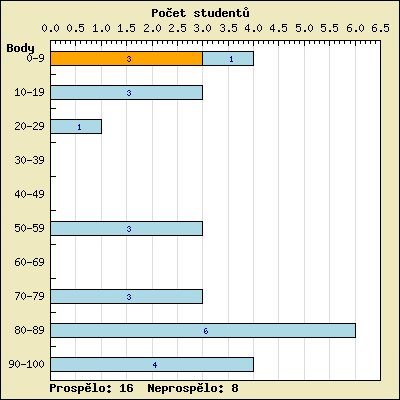 Počet studentů
0.0 0.5 1.0 1.5 2.0 2.5 3.0 3.5 4.0 4.5 5.0 5.5 6.0 6.5
Body
0-9 3 1
10-19 3
20-29 1
30-39
40-49
50-59 3
60-69
70-79 3
80-89 6
90-100 4
Prospělo: 16 Neprospělo: 8